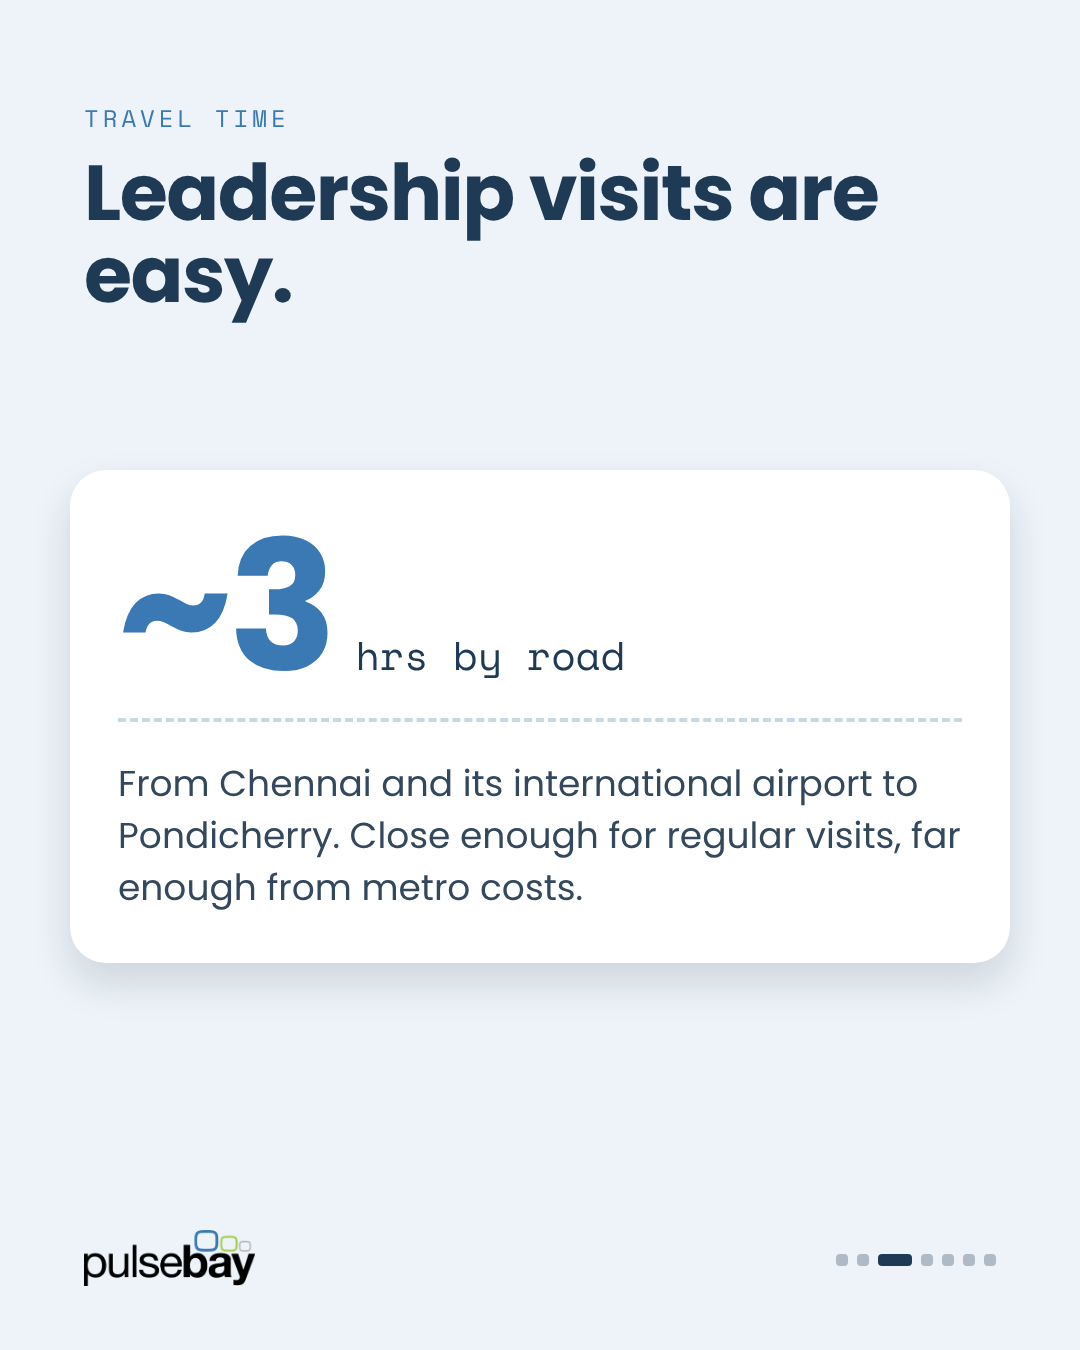 TRAVEL TIME
Leadership visits are
easy.
~3 hrs by road
From Chennai and its international airport to
Pondicherry. Close enough for regular visits, far
enough from metro costs.
pulsebay